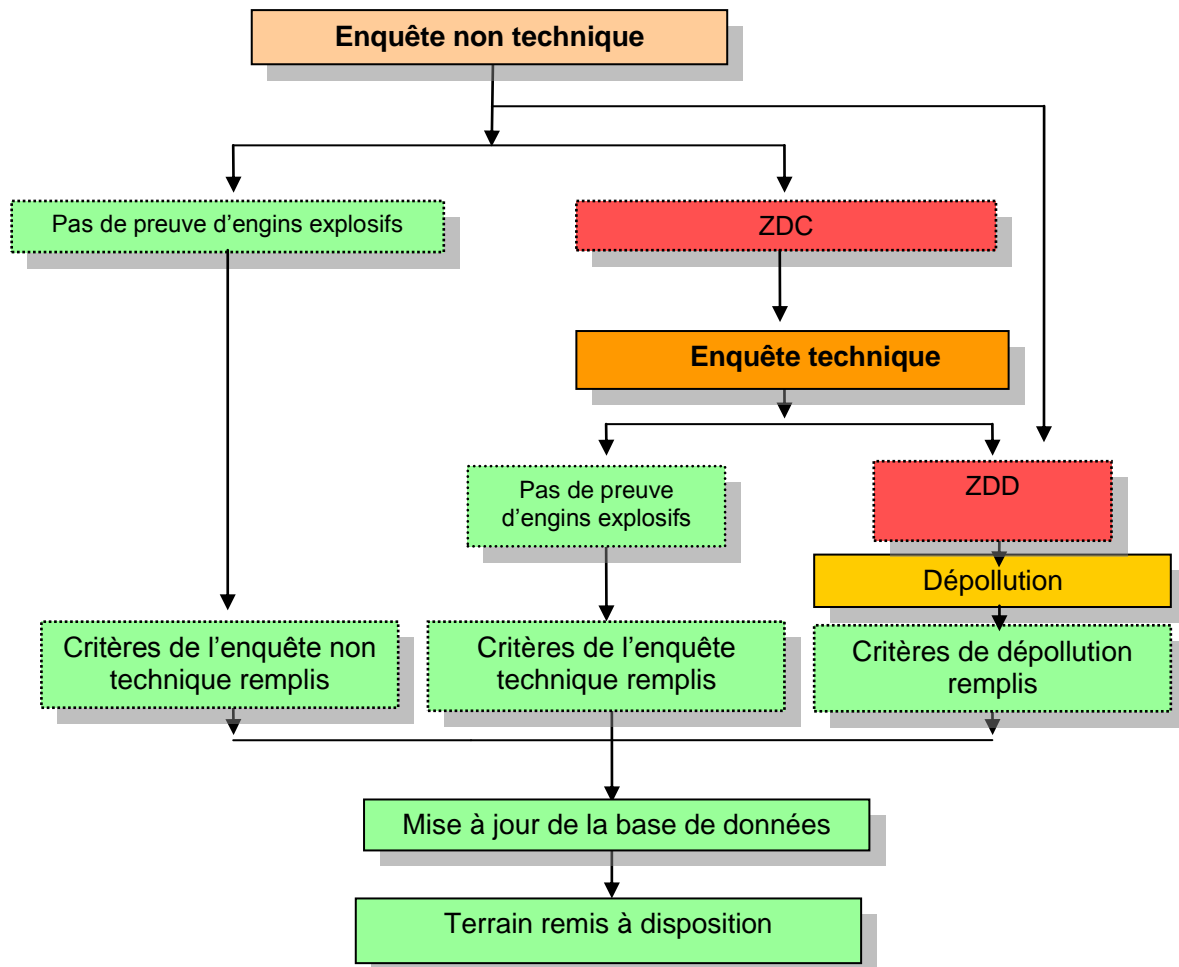 Enquête non technique
Pas de preuve d'engins explosifs
ZDC
Enquête technique
Pas de preuve
d'engins explosifs
ZDD
Dépollution
Critères de l'enquête non
technique remplis
Critères de l'enquête
technique remplis
Critères de dépollution
remplis
Mise à jour de la base de données
Terrain remis à disposition